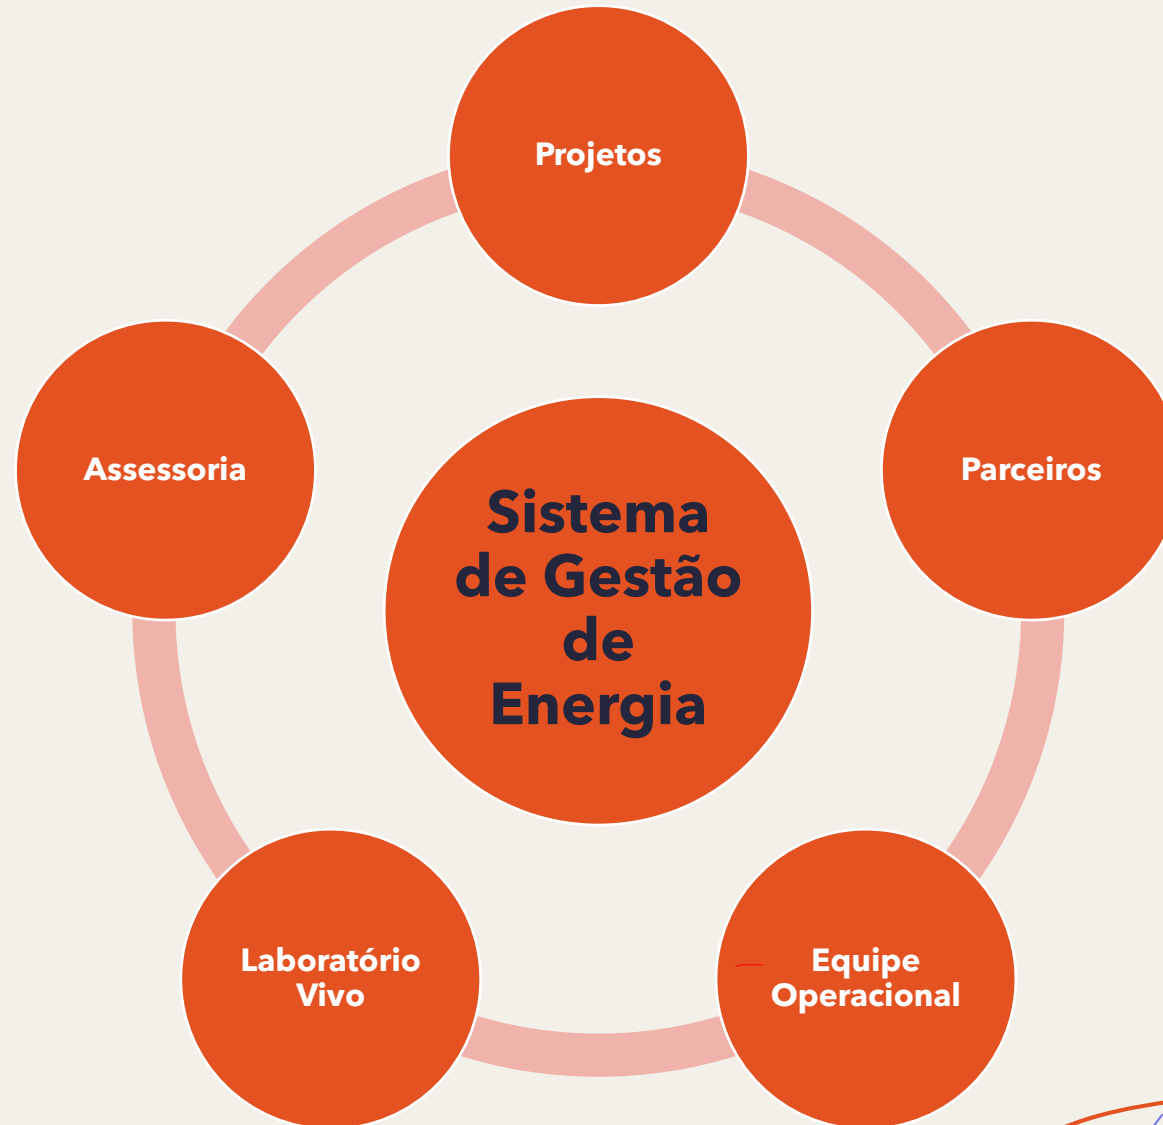 Projetos
Assessoria
Parceiros
Sistema
de Gestão
de
Energia
Laboratório
Vivo
Equipe
Operacional